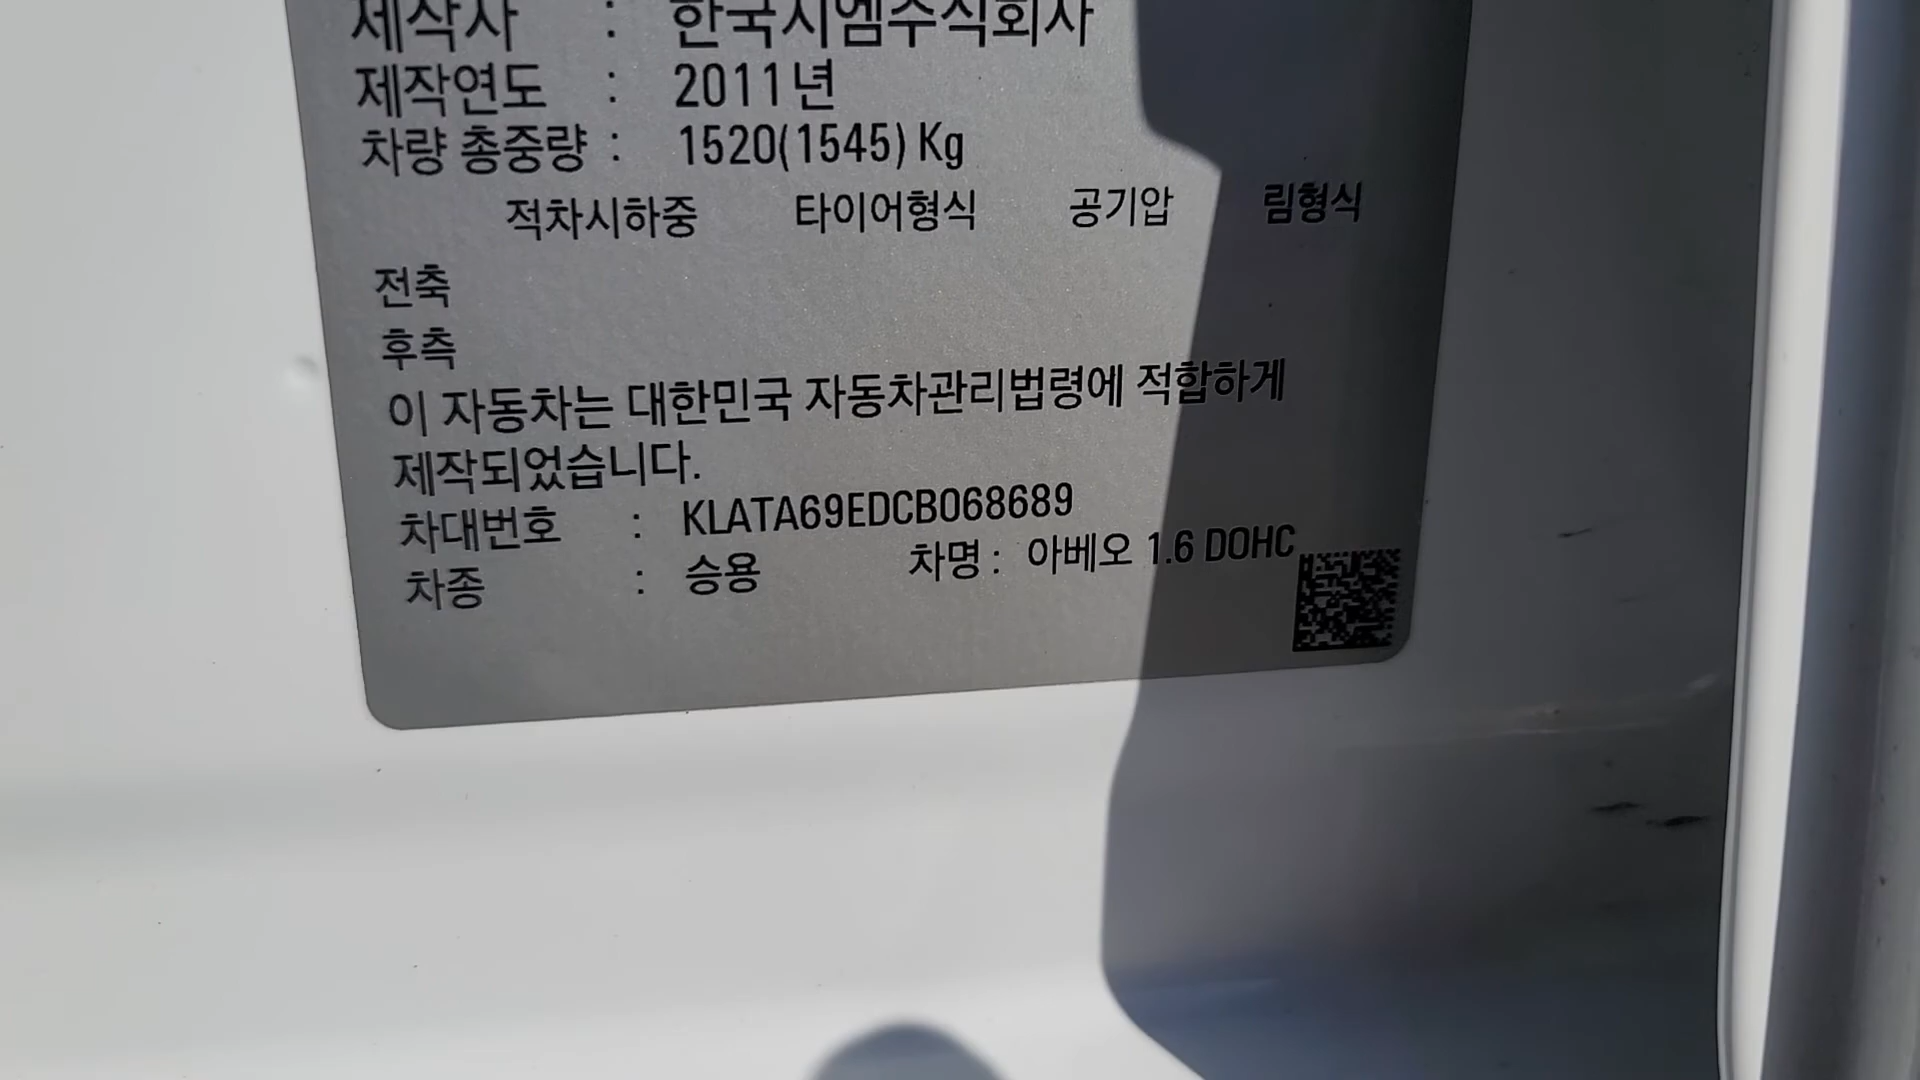 제작사 : 한국지엠주식회사
제작연도 : 2011년
차량 총중량 : 1520(1545) Kg
적차시하중 타이어형식 공기압 림형식
전축
후축
이 자동차는 대한민국 자동차관리법령에 적합하게
제작되었습니다.
차대번호 : KLATA69EDCB068689
차종 : 승용 차명 : 아베오 1.6 DOHC